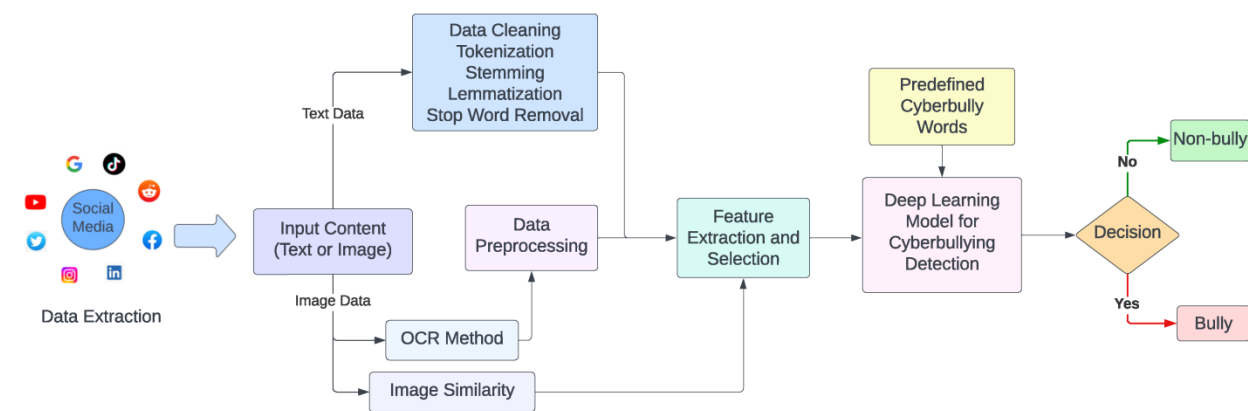 Data Cleaning
Tokenization
Stemming
Lemmatization
Stop Word Removal
Text Data
Predefined
Cyberbully
Words
Non-bully
No
Social
Media
Input Content
(Text or Image)
Data
Preprocessing
Feature
Extraction and
Selection
Deep Learning
Model for
Cyberbullying
Detection
Decision
Image Data
Data Extraction
OCR Method
Yes
Bully
Image Similarity